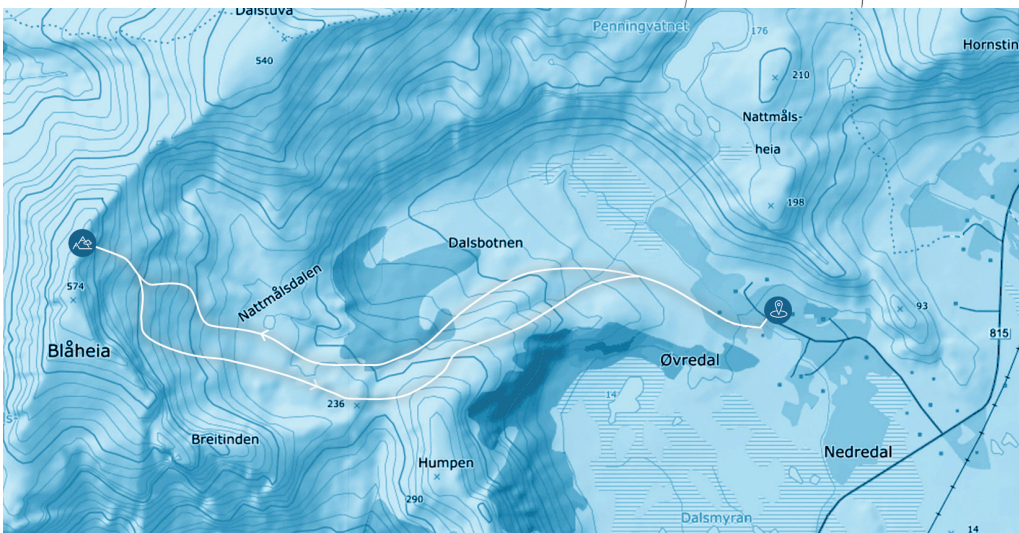 Dalstuva
Penningvatnet
176
540
Hornstin
210
Nattmåls-
heia
198
Dalsbotnen
Nattmålsdalen
574
93
815
Blåheia
Øvredal
14
236
Breitinden
Nedredal
Humpen
290
Dalsmyran
14